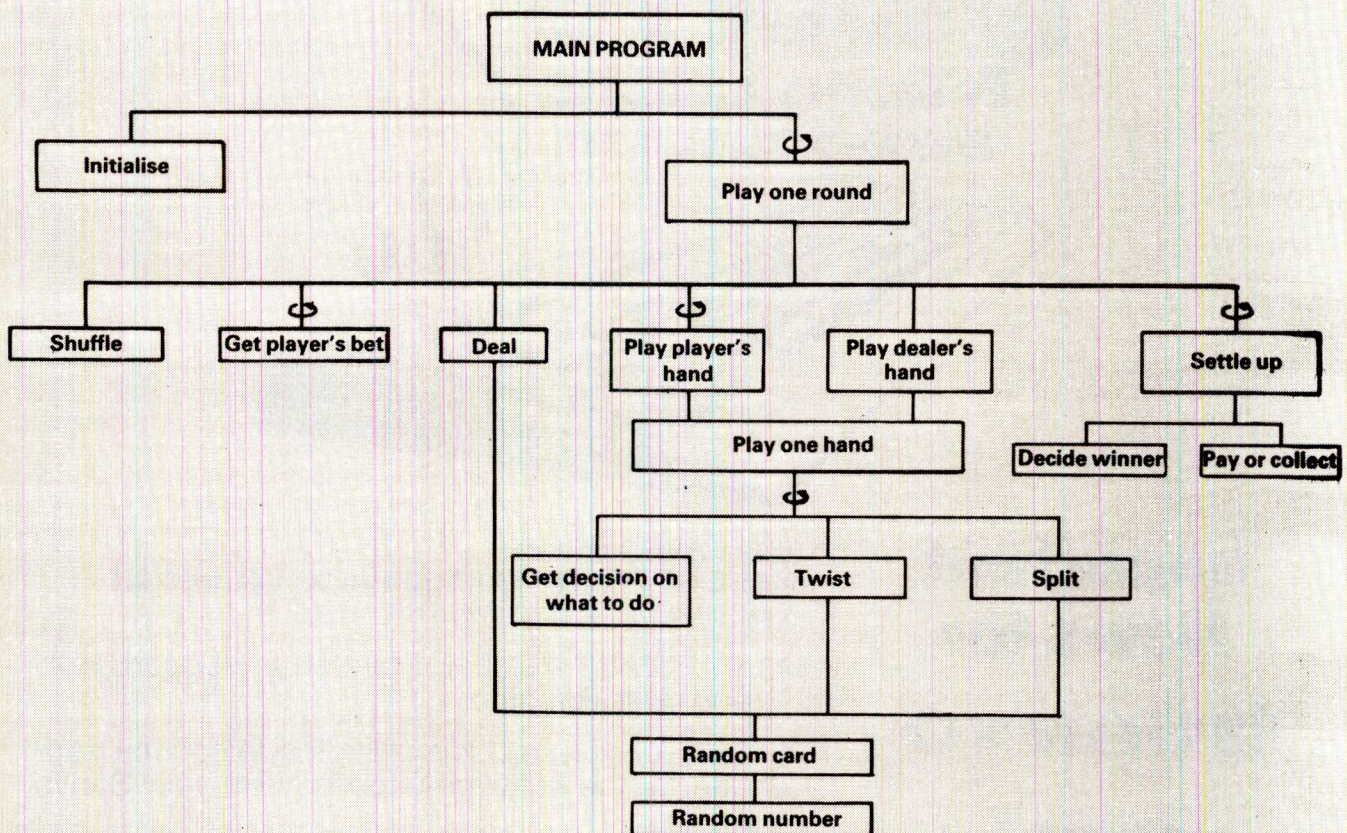 MAIN PROGRAM
Initialise
Play one round
Shuffle
Get player's bet
Deal
Play player's
hand
Play dealer's
hand
Settle up
Play one hand
Decide winner
Pay or collect
Get decision on
what to do
Twist
Split
Random card
Random number